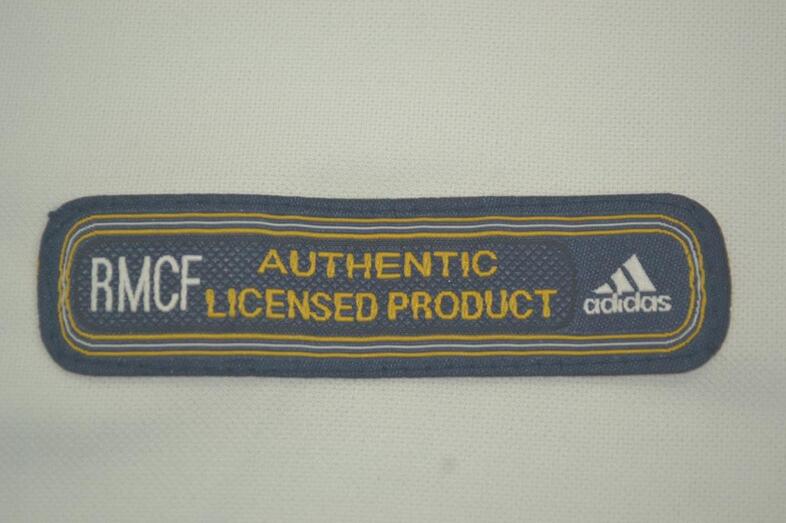 RMCF
AUTHENTIC
LICENSED PRODUCT
adidas